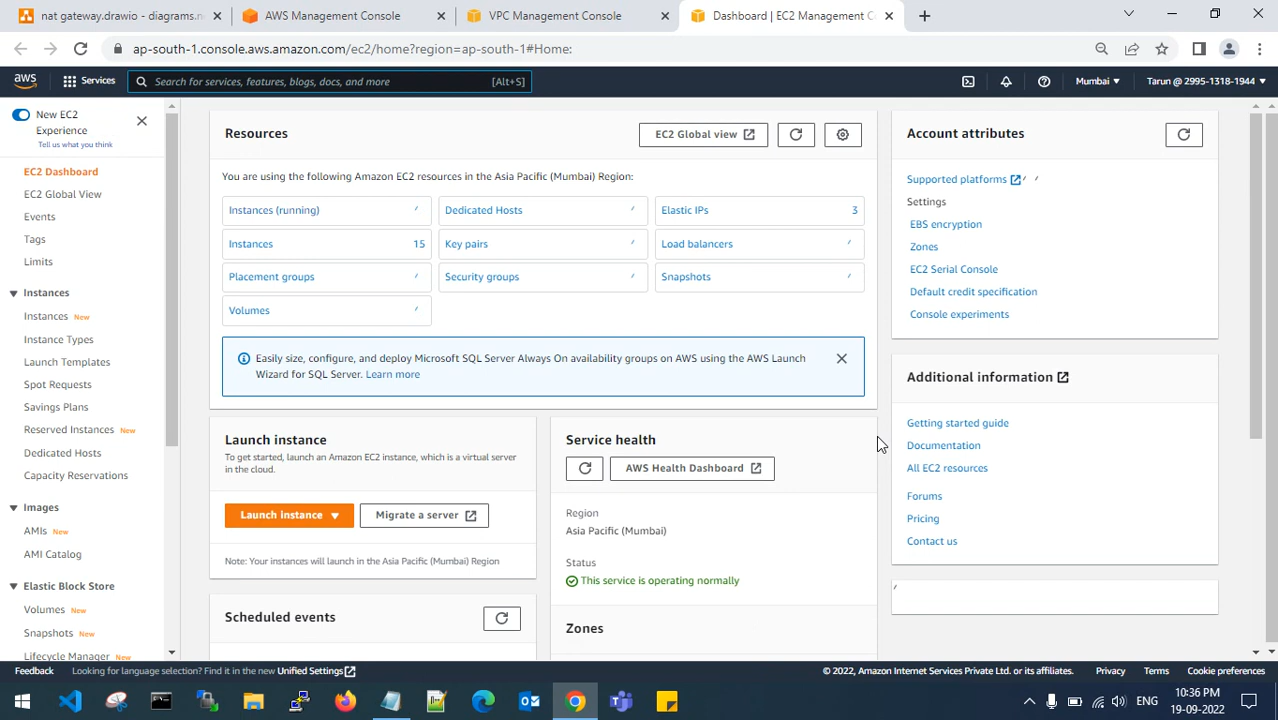 nat gateway.drawio - diagrams.n
AWS Management Console
VPC Management Console
Dashboard | EC2 Management C
ap-south-1.console.aws.amazon.com/ec2/home?region=ap-south-1#Home:
aws
Services
Search for services, features, blogs, docs, and more
[Alt+S]
Mumbai
Tarun @ 2995-1318-1944
New EC2
Experience
Tell us what you think
EC2 Dashboard
EC2 Global View
Events
Tags
Limits
Instances
Instances New
Instance Types
Launch Templates
Spot Requests
Savings Plans
Reserved Instances New
Dedicated Hosts
Capacity Reservations
Images
AMIs New
AMI Catalog
Elastic Block Store
Volumes New
Snapshots New
Lifecycle Manager New
Resources
EC2 Global view
You are using the following Amazon EC2 resources in the Asia Pacific (Mumbai) Region:
Instances (running)
Dedicated Hosts
Elastic IPs 3
Instances 15
Key pairs
Load balancers
Placement groups
Security groups
Snapshots
Volumes
Easily size, configure, and deploy Microsoft SQL Server Always On availability groups on AWS using the AWS Launch
Wizard for SQL Server. Learn more
Launch instance
To get started, launch an Amazon EC2 instance, which is a virtual server
in the cloud.
Launch instance
Migrate a server
Note: Your instances will launch in the Asia Pacific (Mumbai) Region
Scheduled events
Service health
AWS Health Dashboard
Region
Asia Pacific (Mumbai)
Status
This service is operating normally
Zones
Account attributes
Supported platforms
Settings
EBS encryption
Zones
EC2 Serial Console
Default credit specification
Console experiments
Additional information
Getting started guide
Documentation
All EC2 resources
Forums
Pricing
Contact us
Feedback
Looking for language selection? Find it in the new Unified Settings
© 2022, Amazon Internet Services Private Ltd. or its affiliates.
Privacy
Terms
Cookie preferences
ENG
10:36 PM
19-09-2022